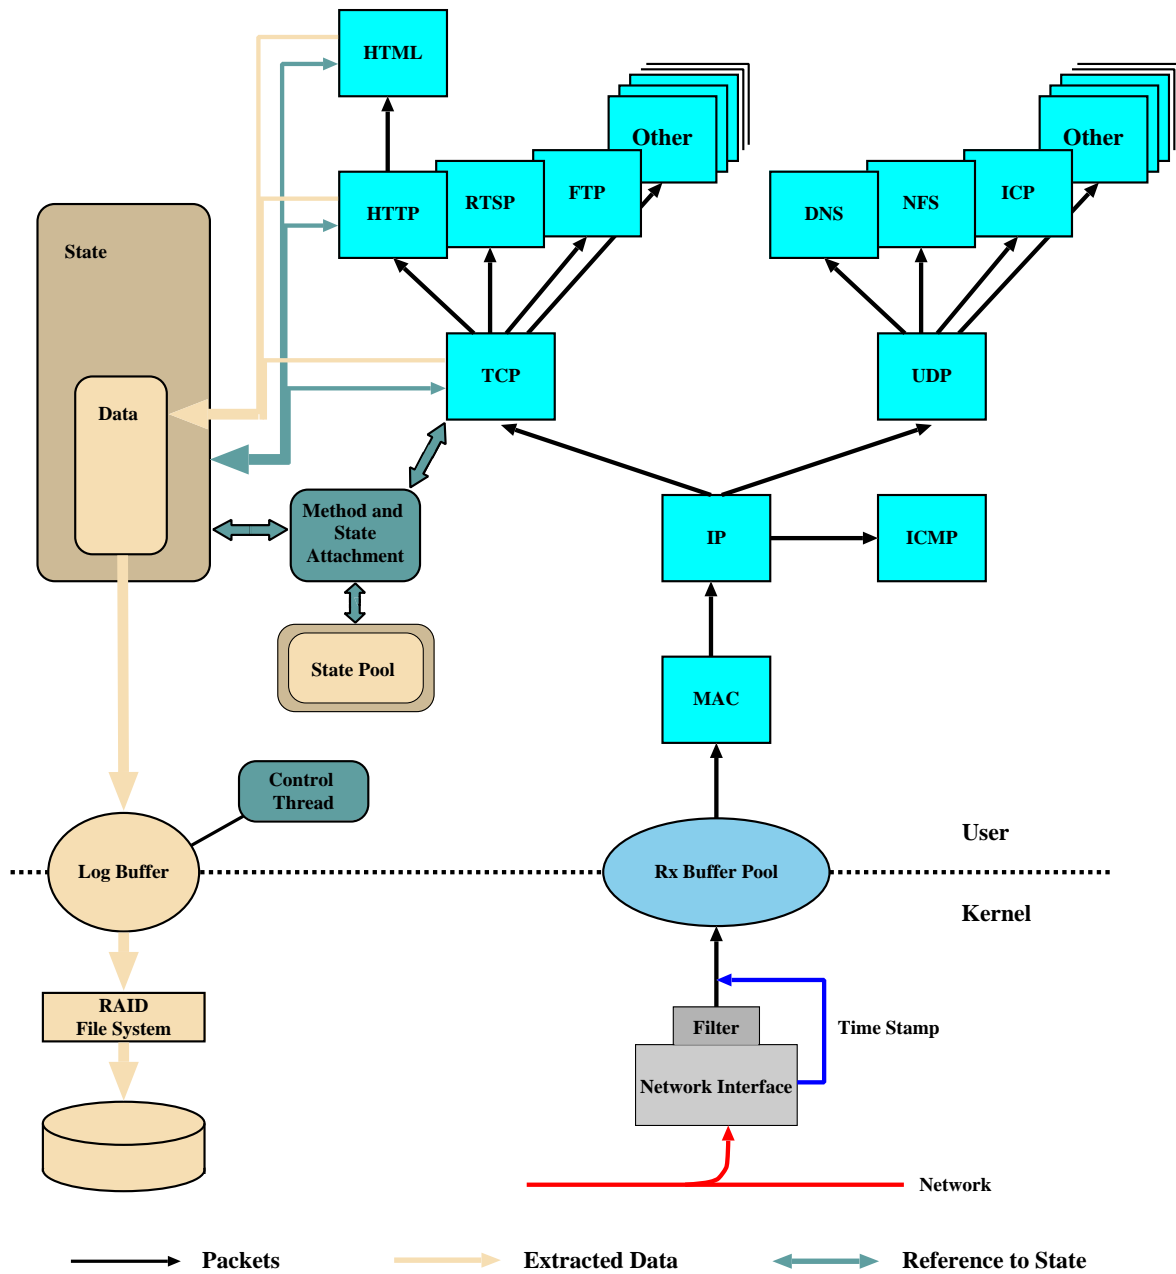 HTML
Other
Other
RTSP
FTP
HTTP
DNS
NFS
ICP
State
TCP
UDP
Data
Method and
State
Attachment
IP
ICMP
State Pool
MAC
Control
Thread
User
Log Buffer
Rx Buffer Pool
Kernel
RAID
File System
Filter
Time Stamp
Network Interface
Network
Packets
Extracted Data
Reference to State